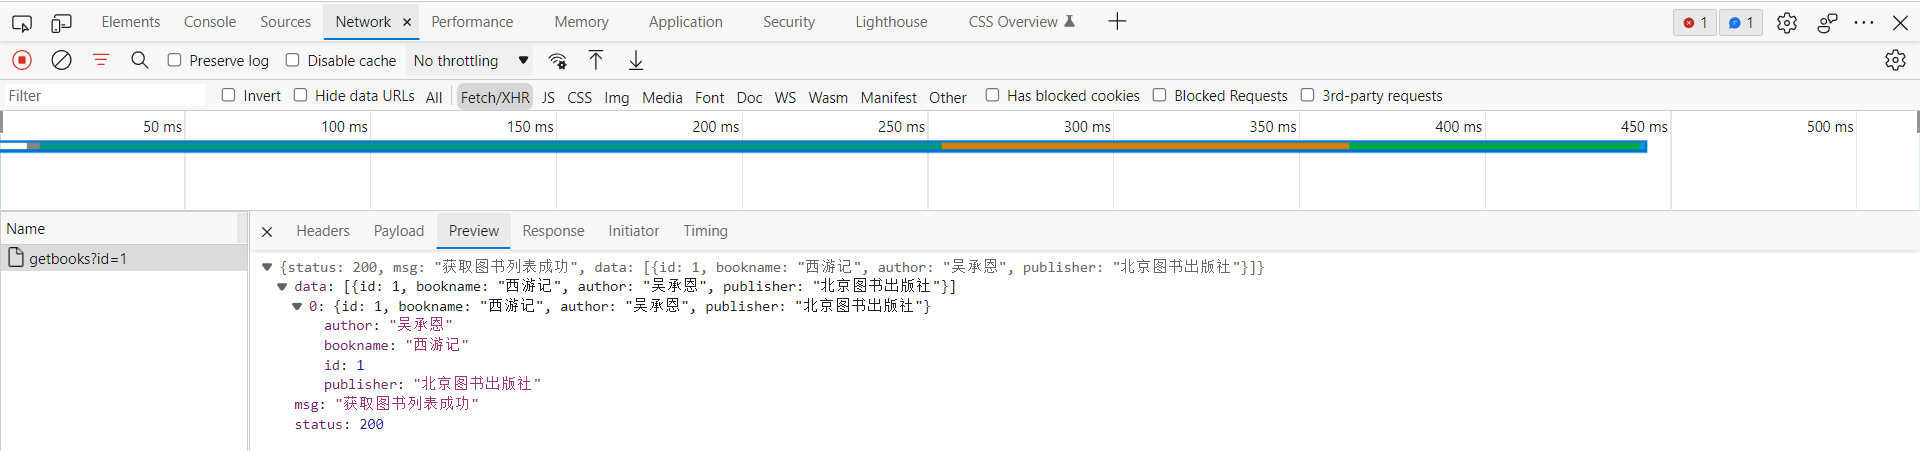 Elements Console Sources Network × Performance Memory Application Security Lighthouse CSS Overview 1 1
Preserve log Disable cache No throttling
Filter Invert Hide data URLs All Fetch/XHR JS CSS Img Media Font Doc WS Wasm Manifest Other Has blocked cookies Blocked Requests 3rd-party requests
50 ms 100 ms 150 ms 200 ms 250 ms 300 ms 350 ms 400 ms 450 ms 500 ms
Name
getbooks?id=1
× Headers Payload Preview Response Initiator Timing
{status: 200, msg: "获取图书列表成功", data: [{id: 1, bookname: "西游记", author: "吴承恩", publisher: "北京图书出版社"}]}
data: [{id: 1, bookname: "西游记", author: "吴承恩", publisher: "北京图书出版社"}]
0: {id: 1, bookname: "西游记", author: "吴承恩", publisher: "北京图书出版社"}
author: "吴承恩"
bookname: "西游记"
id: 1
publisher: "北京图书出版社"
msg: "获取图书列表成功"
status: 200